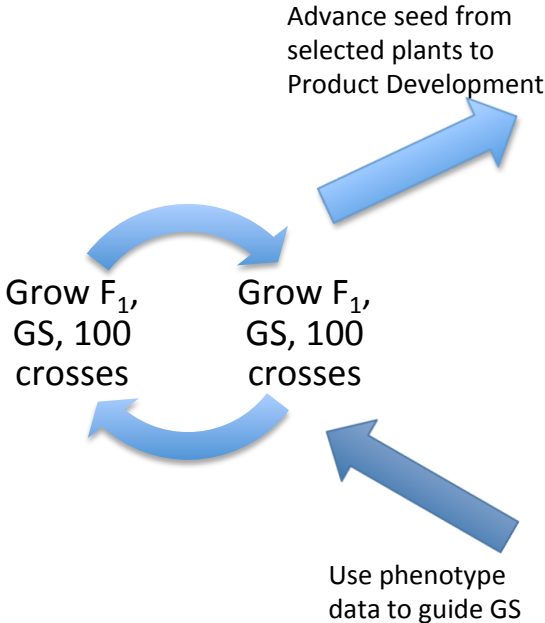 Advance seed from
selected plants to
Product Development
Grow F₁,
GS, 100
crosses
Grow F₁,
GS, 100
crosses
Use phenotype
data to guide GS